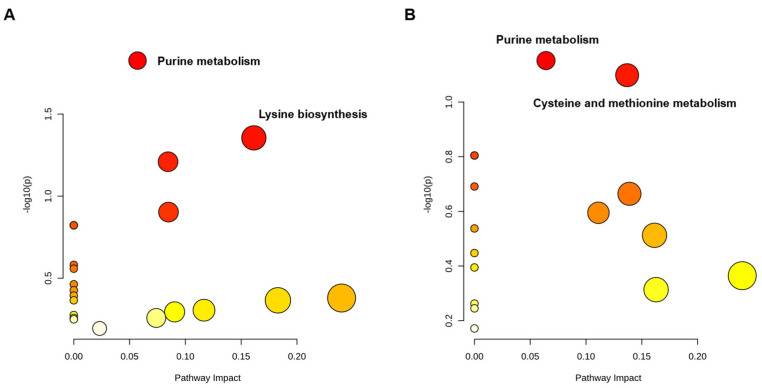 A
Purine metabolism
Lysine biosynthesis
1.5
1.0
0.5
-log10(p)
0.00
0.05
0.10
0.15
0.20
Pathway Impact
B
Purine metabolism
Cysteine and methionine metabolism
1.0
0.8
0.6
0.4
0.2
-log10(p)
0.00
0.05
0.10
0.15
0.20
Pathway Impact